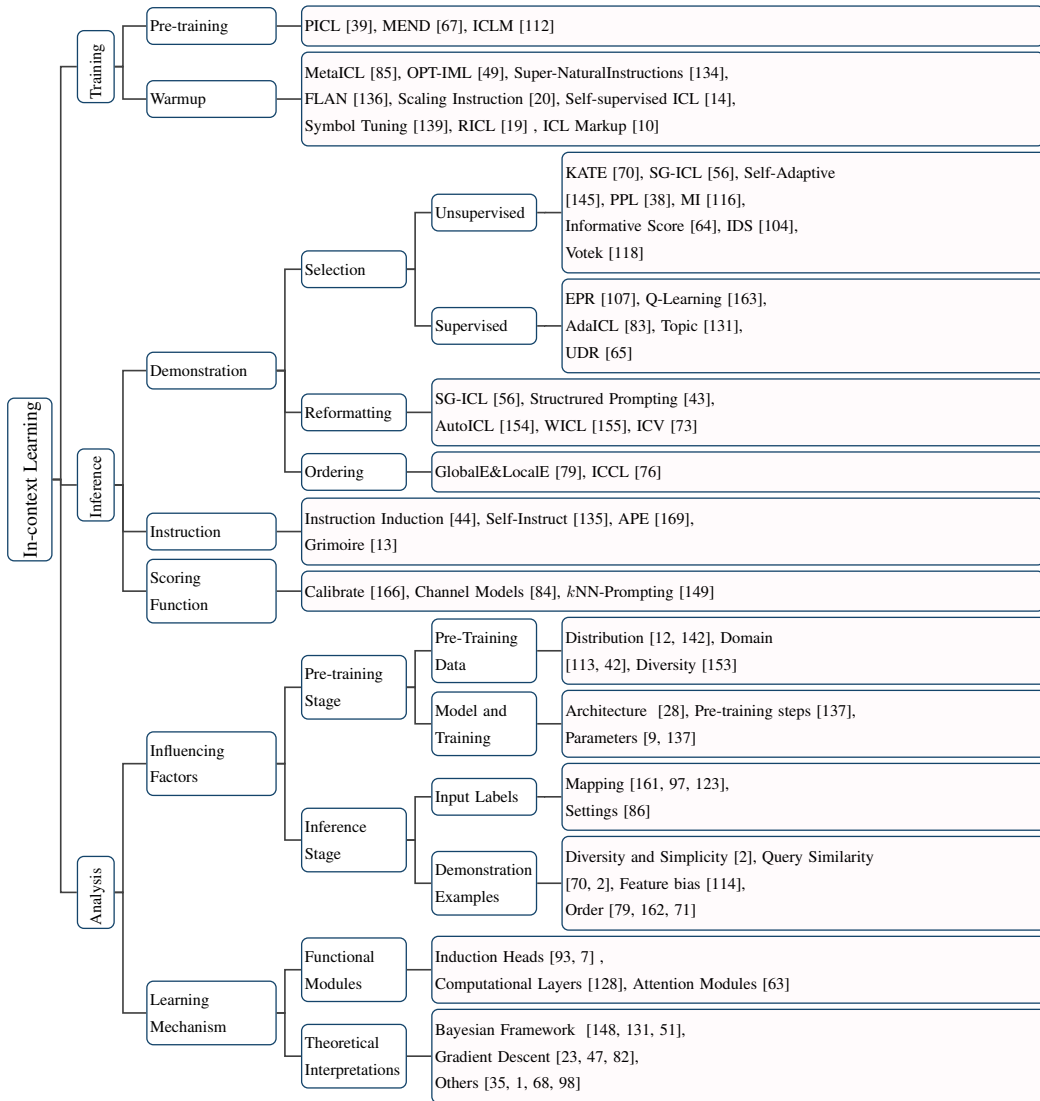 In-context Learning
Training
Pre-training
PICL [39], MEND [67], ICLM [112]
Warmup
MetaICL [85], OPT-IML [49], Super-NaturalInstructions [134],
FLAN [136], Scaling Instruction [20], Self-supervised ICL [14],
Symbol Tuning [139], RICL [19] , ICL Markup [10]
Inference
Demonstration
Selection
Unsupervised
KATE [70], SG-ICL [56], Self-Adaptive
[145], PPL [38], MI [116],
Informative Score [64], IDS [104],
Votek [118]
Supervised
EPR [107], Q-Learning [163],
AdaICL [83], Topic [131],
UDR [65]
Reformatting
SG-ICL [56], Structrured Prompting [43],
AutoICL [154], WICL [155], ICV [73]
Ordering
GlobalE&LocalE [79], ICCL [76]
Instruction
Instruction Induction [44], Self-Instruct [135], APE [169],
Grimoire [13]
Scoring
Function
Calibrate [166], Channel Models [84], kNN-Prompting [149]
Analysis
Influencing
Factors
Pre-training
Stage
Pre-Training
Data
Distribution [12, 142], Domain
[113, 42], Diversity [153]
Model and
Training
Architecture [28], Pre-training steps [137],
Parameters [9, 137]
Inference
Stage
Input Labels
Mapping [161, 97, 123],
Settings [86]
Demonstration
Examples
Diversity and Simplicity [2], Query Similarity
[70, 2], Feature bias [114],
Order [79, 162, 71]
Learning
Mechanism
Functional
Modules
Induction Heads [93, 7] ,
Computational Layers [128], Attention Modules [63]
Theoretical
Interpretations
Bayesian Framework [148, 131, 51],
Gradient Descent [23, 47, 82],
Others [35, 1, 68, 98]